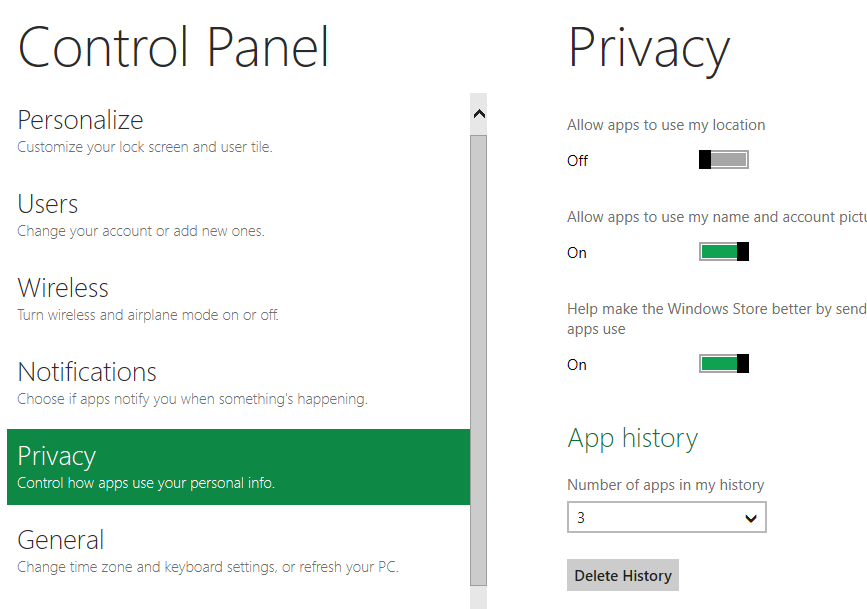 Control Panel
Personalize
Customize your lock screen and user tile.
Users
Change your account or add new ones.
Wireless
Turn wireless and airplane mode on or off.
Notifications
Choose if apps notify you when something's happening.
Privacy
Control how apps use your personal info.
General
Change time zone and keyboard settings, or refresh your PC.
Privacy
Allow apps to use my location
Off
Allow apps to use my name and account
On
Help make the Windows Store better by
apps use
On
App history
Number of apps in my history
3
Delete History